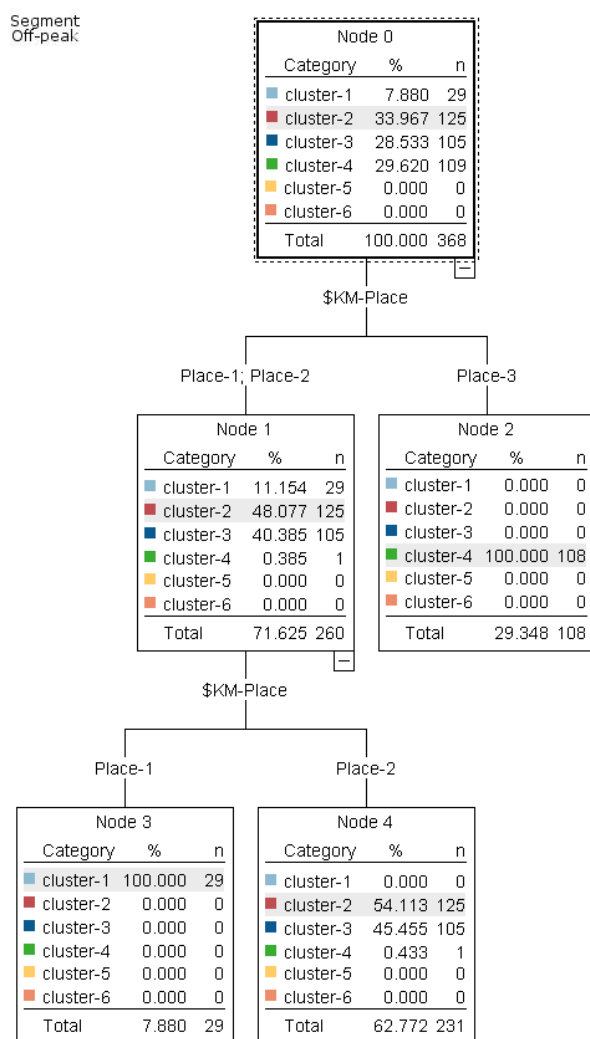 Segment
Off-peak
Node 0
Category % n
cluster-1 7.880 29
cluster-2 33.967 125
cluster-3 28.533 105
cluster-4 29.620 109
cluster-5 0.000 0
cluster-6 0.000 0
Total 100.000 368
$KM-Place
Place-1; Place-2
Place-3
Node 1
Category % n
cluster-1 11.154 29
cluster-2 48.077 125
cluster-3 40.385 105
cluster-4 0.385 1
cluster-5 0.000 0
cluster-6 0.000 0
Total 71.625 260
Node 2
Category % n
cluster-1 0.000 0
cluster-2 0.000 0
cluster-3 0.000 0
cluster-4 100.000 108
cluster-5 0.000 0
cluster-6 0.000 0
Total 29.348 108
$KM-Place
Place-1
Place-2
Node 3
Category % n
cluster-1 100.000 29
cluster-2 0.000 0
cluster-3 0.000 0
cluster-4 0.000 0
cluster-5 0.000 0
cluster-6 0.000 0
Total 7.880 29
Node 4
Category % n
cluster-1 0.000 0
cluster-2 54.113 125
cluster-3 45.455 105
cluster-4 0.433 1
cluster-5 0.000 0
cluster-6 0.000 0
Total 62.772 231